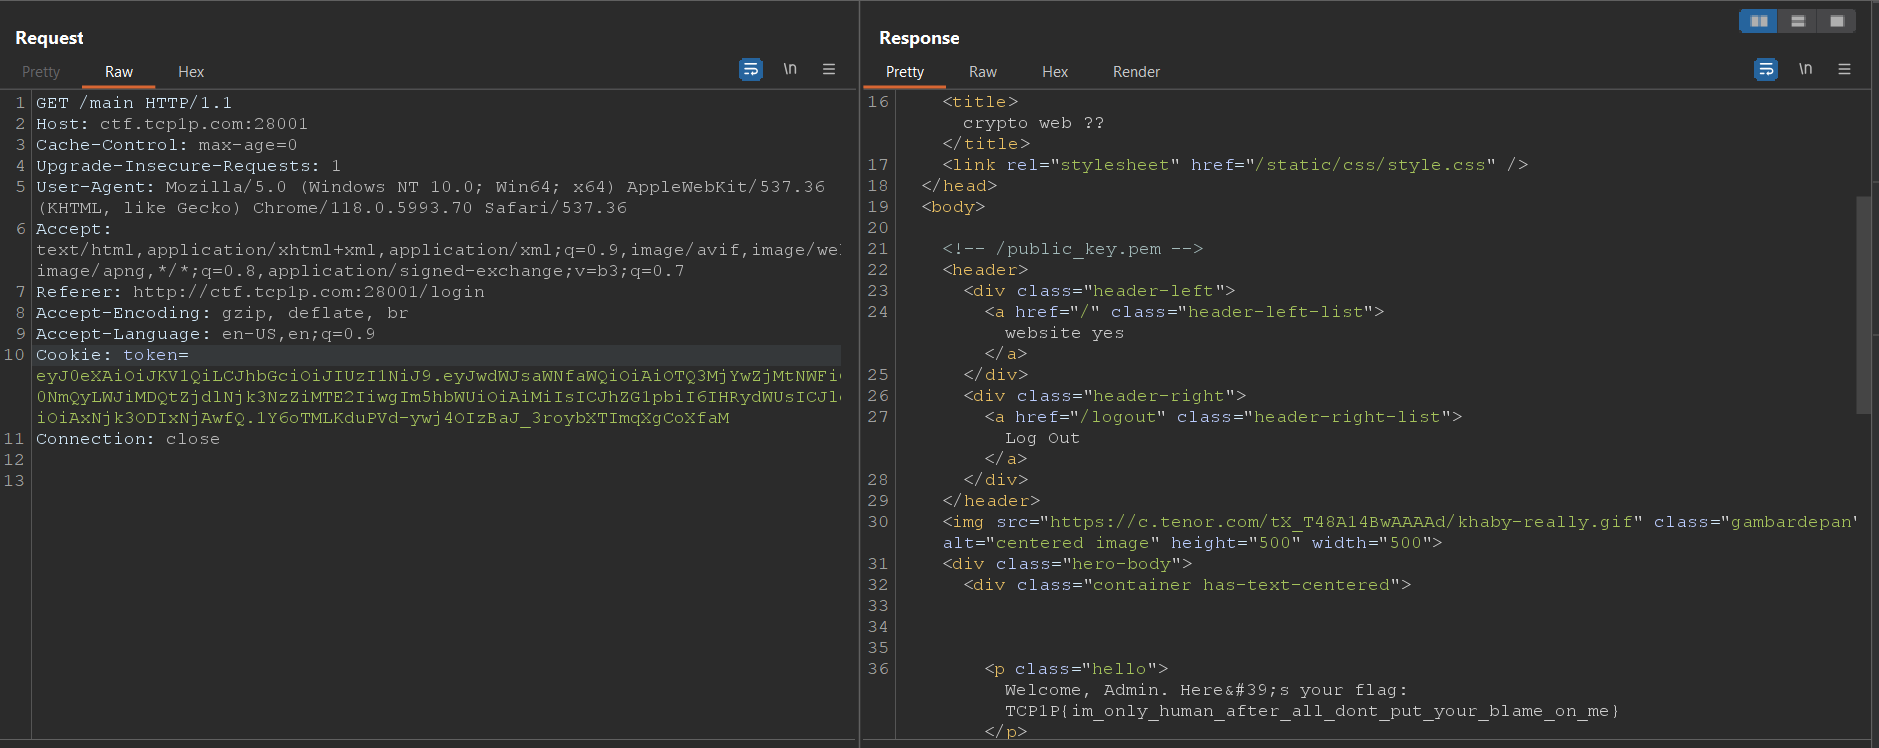 Request
Pretty Raw Hex \n
1 GET /main HTTP/1.1
2 Host: ctf.tcp1p.com:28001
3 Cache-Control: max-age=0
4 Upgrade-Insecure-Requests: 1
5 User-Agent: Mozilla/5.0 (Windows NT 10.0; Win64; x64) AppleWebKit/537.36
(KHTML, like Gecko) Chrome/118.0.5993.70 Safari/537.36
6 Accept:
text/html,application/xhtml+xml,application/xml;q=0.9,image/avif,image/we
image/apng,*/*;q=0.8,application/signed-exchange;v=b3;q=0.7
7 Referer: http://ctf.tcp1p.com:28001/login
8 Accept-Encoding: gzip, deflate, br
9 Accept-Language: en-US,en;q=0.9
10 Cookie: token=
eyJ0eXAiOiJKV1QiLCJhbGciOiJIUzI1NiJ9.eyJwdWJsaWNfaWQiOiAiOTQ3MjYwZjMtNWFi
0NmQyLWJiMDQtZjdlNjk3NzZiMTE2IiwgIm5hbWUiOiAiMiIsICJhZG1pbiI6IHRydWUsICJl
iOiAxNjk3ODIxNjAwfQ.1Y6oTMLKduPVd-ywj4OIzBaJ_3roybXTImqXgCoXfaM
11 Connection: close
12
13
Response
Pretty Raw Hex Render \n
16 <title>
crypto web ??
</title>
17 <link rel="stylesheet" href="/static/css/style.css" />
18 </head>
19 <body>
20
21 <!-- /public_key.pem -->
22 <header>
23 <div class="header-left">
24 <a href="/" class="header-left-list">
website yes
</a>
25 </div>
26 <div class="header-right">
27 <a href="/logout" class="header-right-list">
Log Out
</a>
28 </div>
29 </header>
30 <img src="https://c.tenor.com/tX_T48A14BwAAAAd/khaby-really.gif" class="gambardepan"
alt="centered image" height="500" width="500">
31 <div class="hero-body">
32 <div class="container has-text-centered">
33
34
35
36 <p class="hello">
Welcome, Admin. Here&#39;s your flag:
TCP1P{im_only_human_after_all_dont_put_your_blame_on_me}
</p>